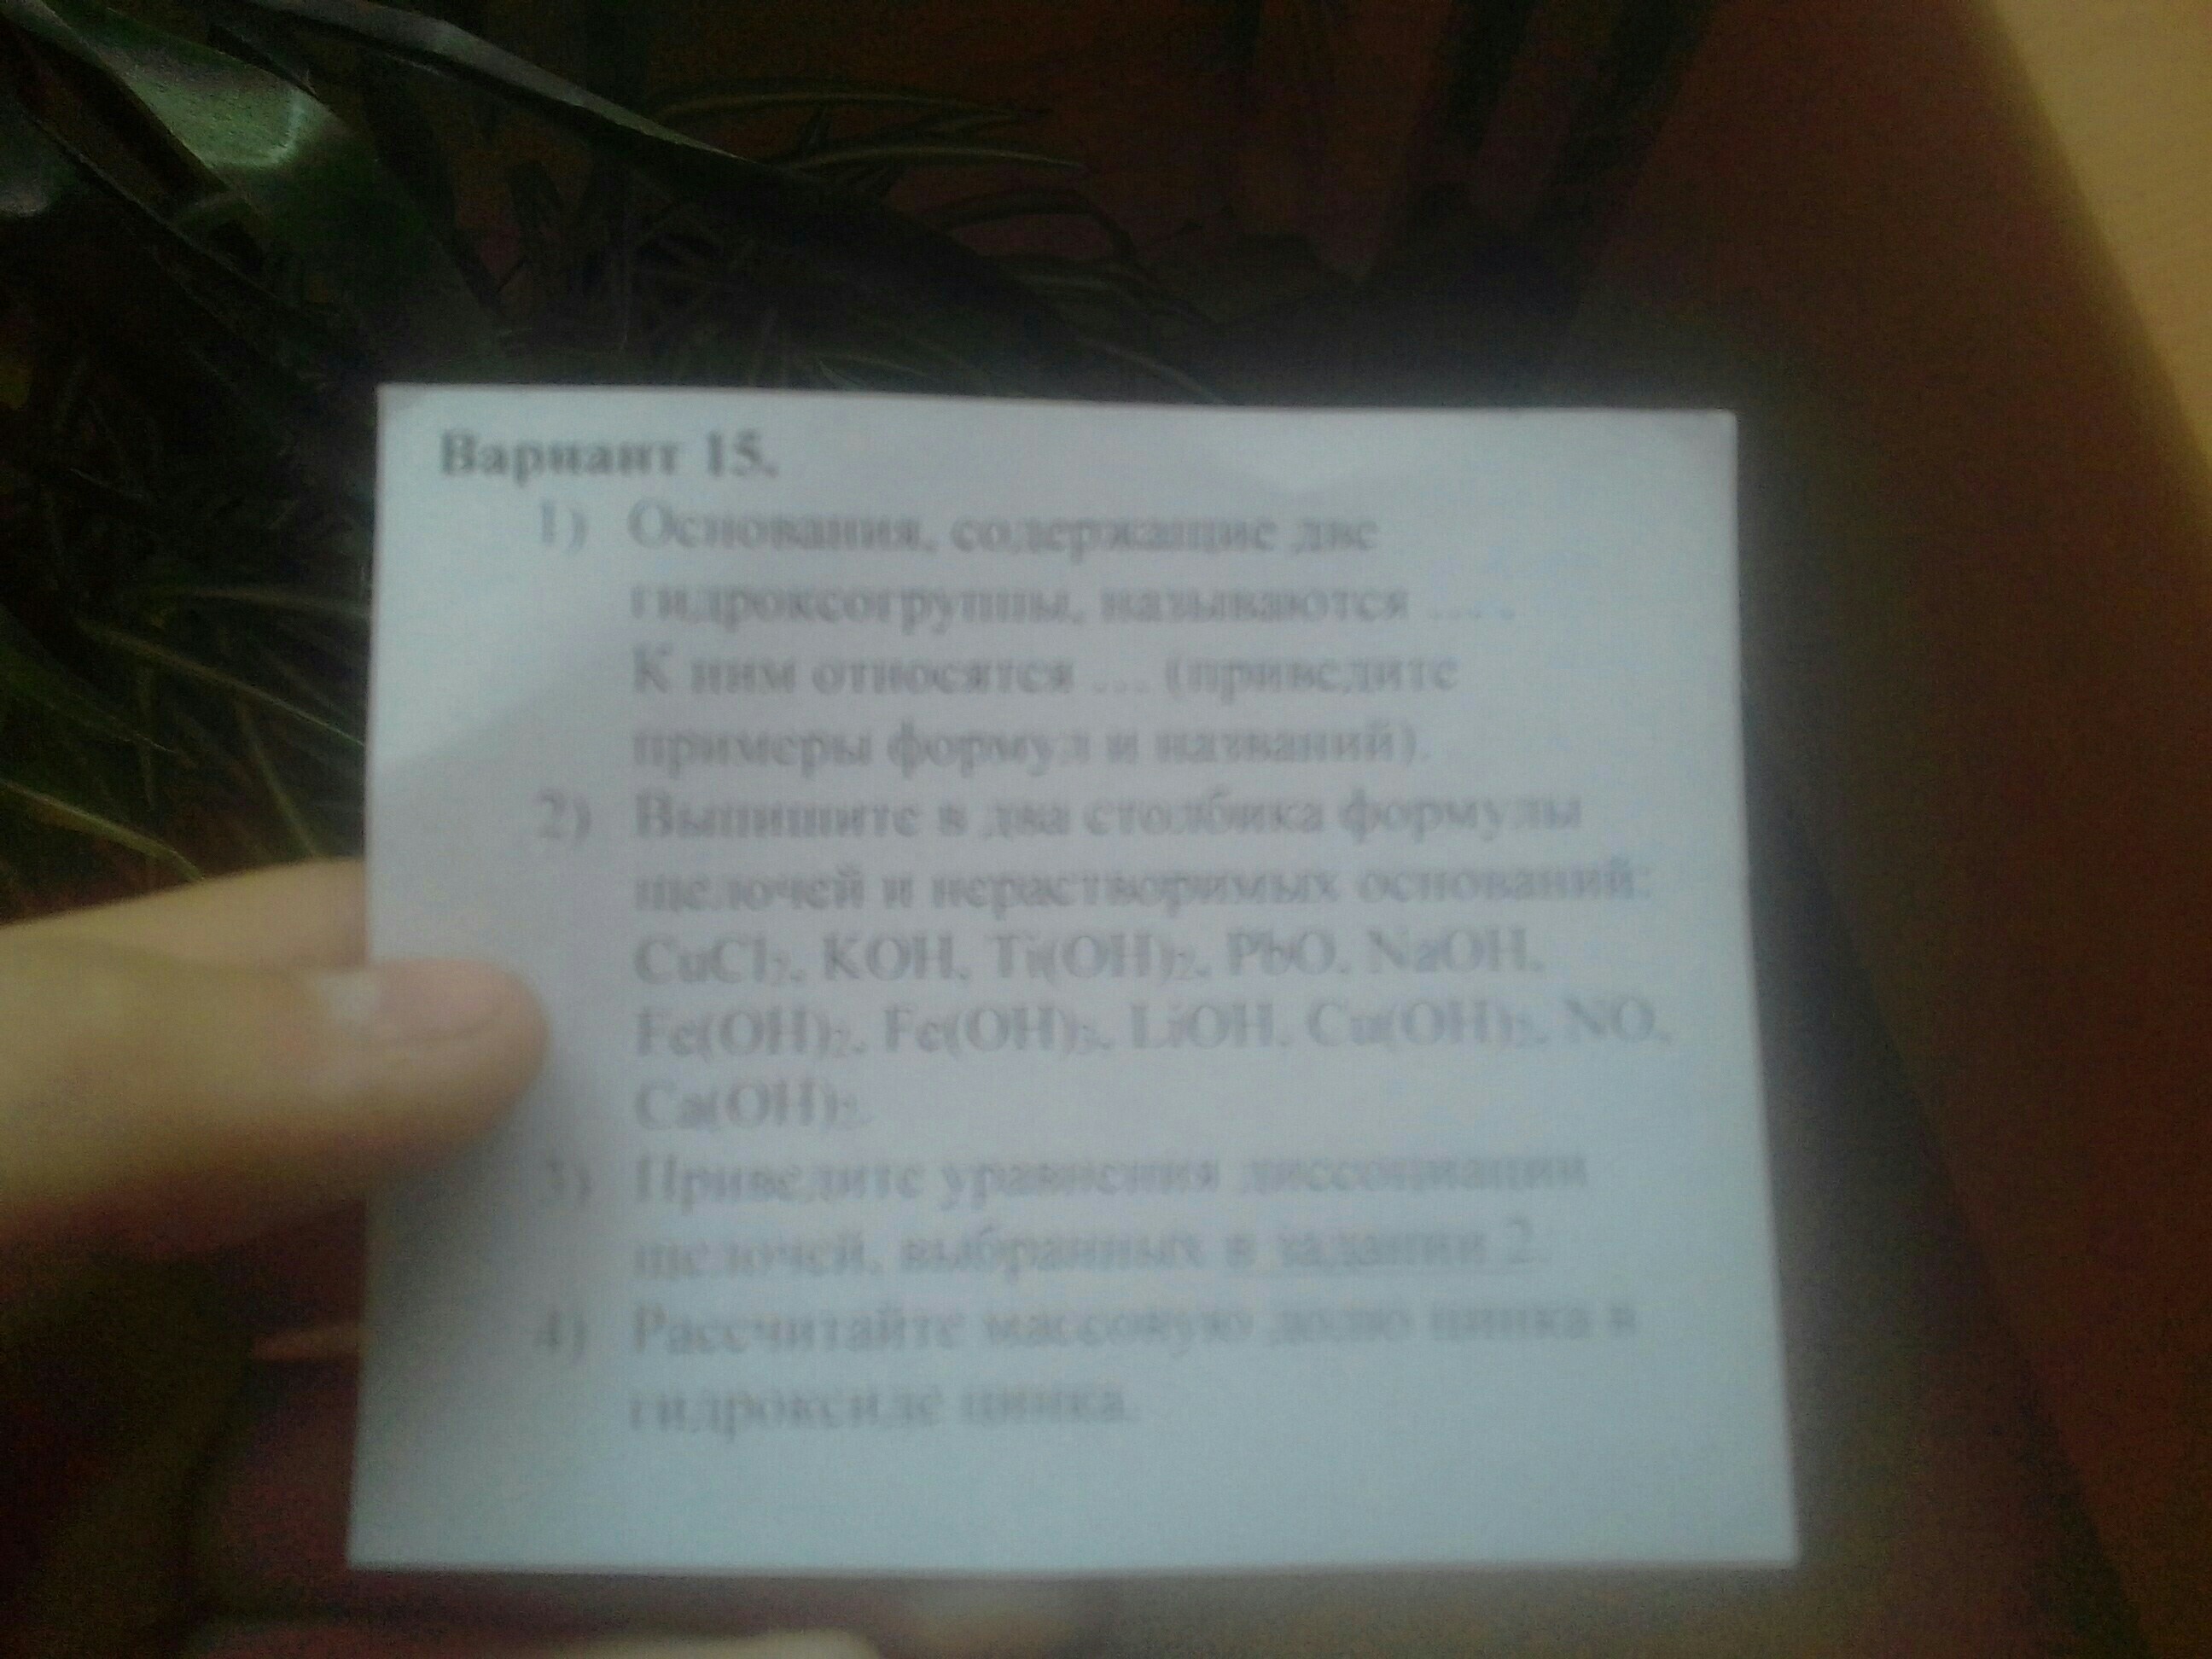 Вариант 15.
1) Основания, содержащие две
гидроксогруппы, называются ... .
К ним относятся ... (приведите
примеры формул и названий).
2) Выпишите в два столбика формулы
щелочей и нерастворимых оснований:
CuCl₂, KOH, Ti(OH)₂, PbO, NaOH,
Fe(OH)₂, Fe(OH)₃, LiOH, Cu(OH)₂, NO,
Ca(OH)₂.
3) Приведите уравнения диссоциации
щелочей, выбранных в задании 2.
4) Рассчитайте массовую долю цинка в
гидроксиде цинка.